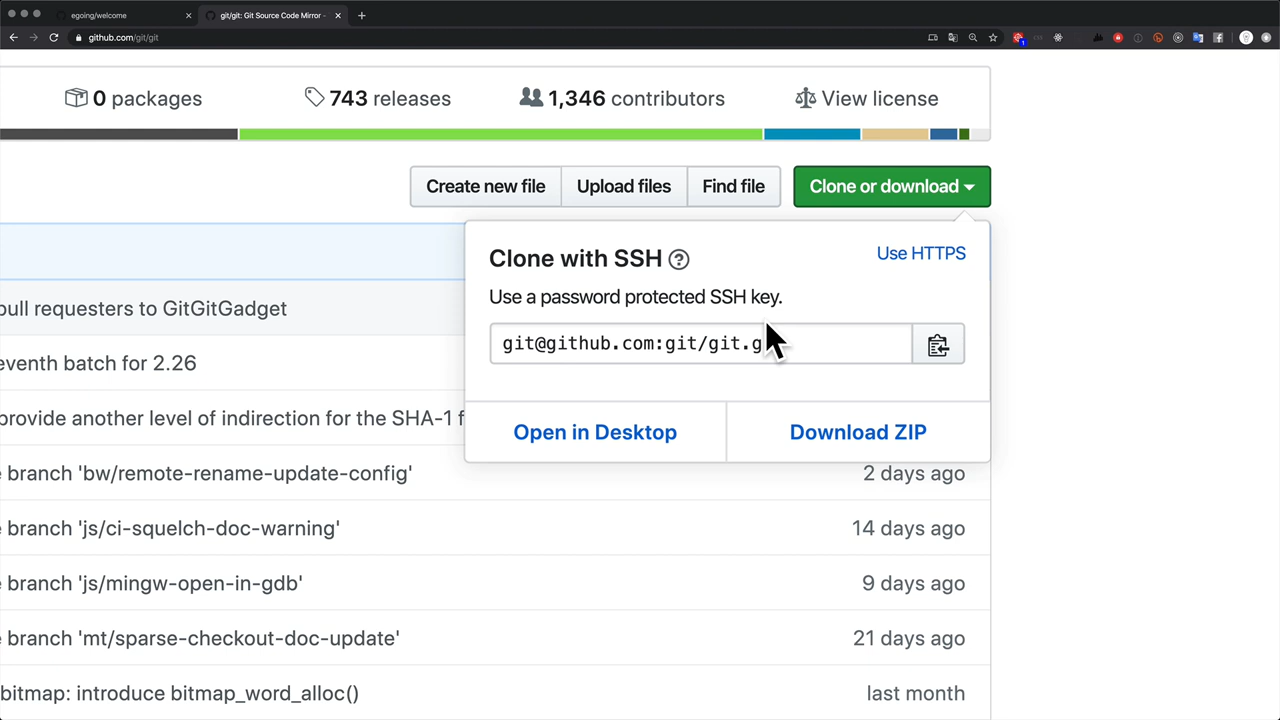 egoing/welcome
git/git: Git Source Code Mirror -
github.com/git/git
0 packages
743 releases
1,346 contributors
View license
Create new file
Upload files
Find file
Clone or download
Clone with SSH
Use HTTPS
Use a password protected SSH key.
git@github.com:git/git.g
Open in Desktop
Download ZIP
pull requesters to GitGitGadget
eventh batch for 2.26
provide another level of indirection for the SHA-1 f
e branch 'bw/remote-rename-update-config'
2 days ago
e branch 'js/ci-squelch-doc-warning'
14 days ago
e branch 'js/mingw-open-in-gdb'
9 days ago
e branch 'mt/sparse-checkout-doc-update'
21 days ago
bitmap: introduce bitmap_word_alloc()
last month